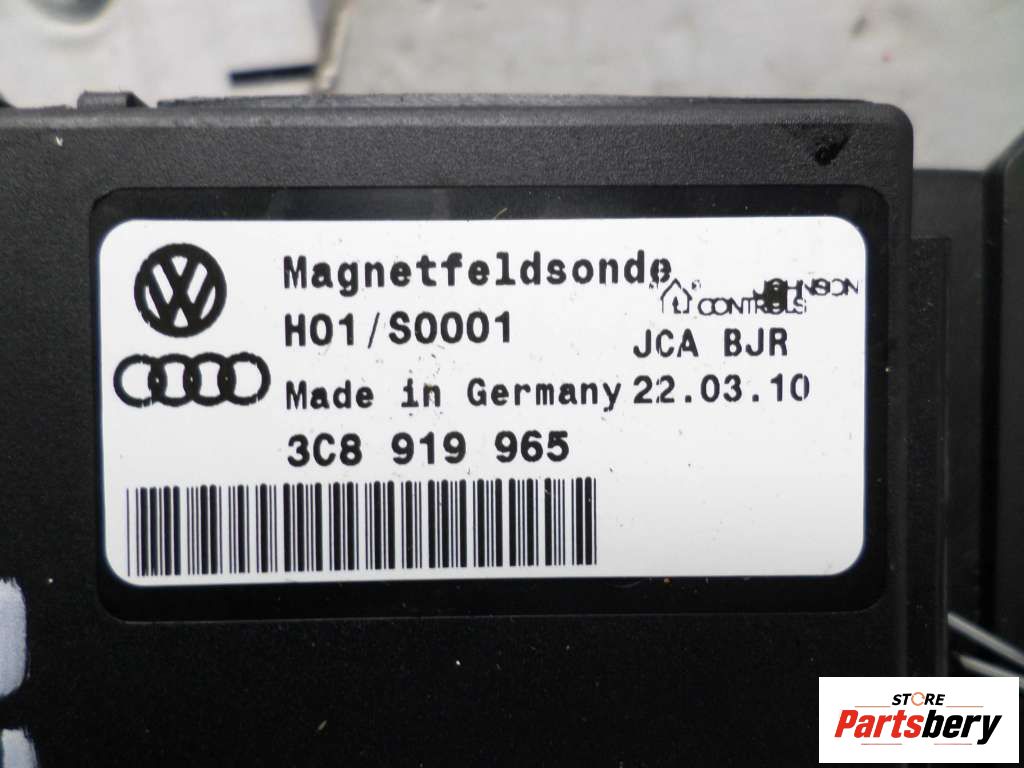 Magnetfeldsonde
JOHNSON
CONTROLS
H01/S0001
JCA BJR
Made in Germany 22.03.10
3C8 919 965
STORE
Partsbery